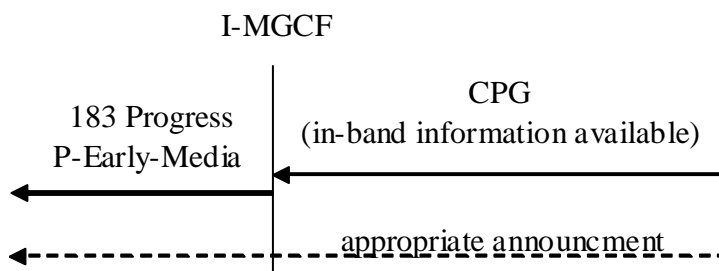 I-MGCF
183 Progress
P-Early-Media
CPG
(in-band information available)
appropriate announcment